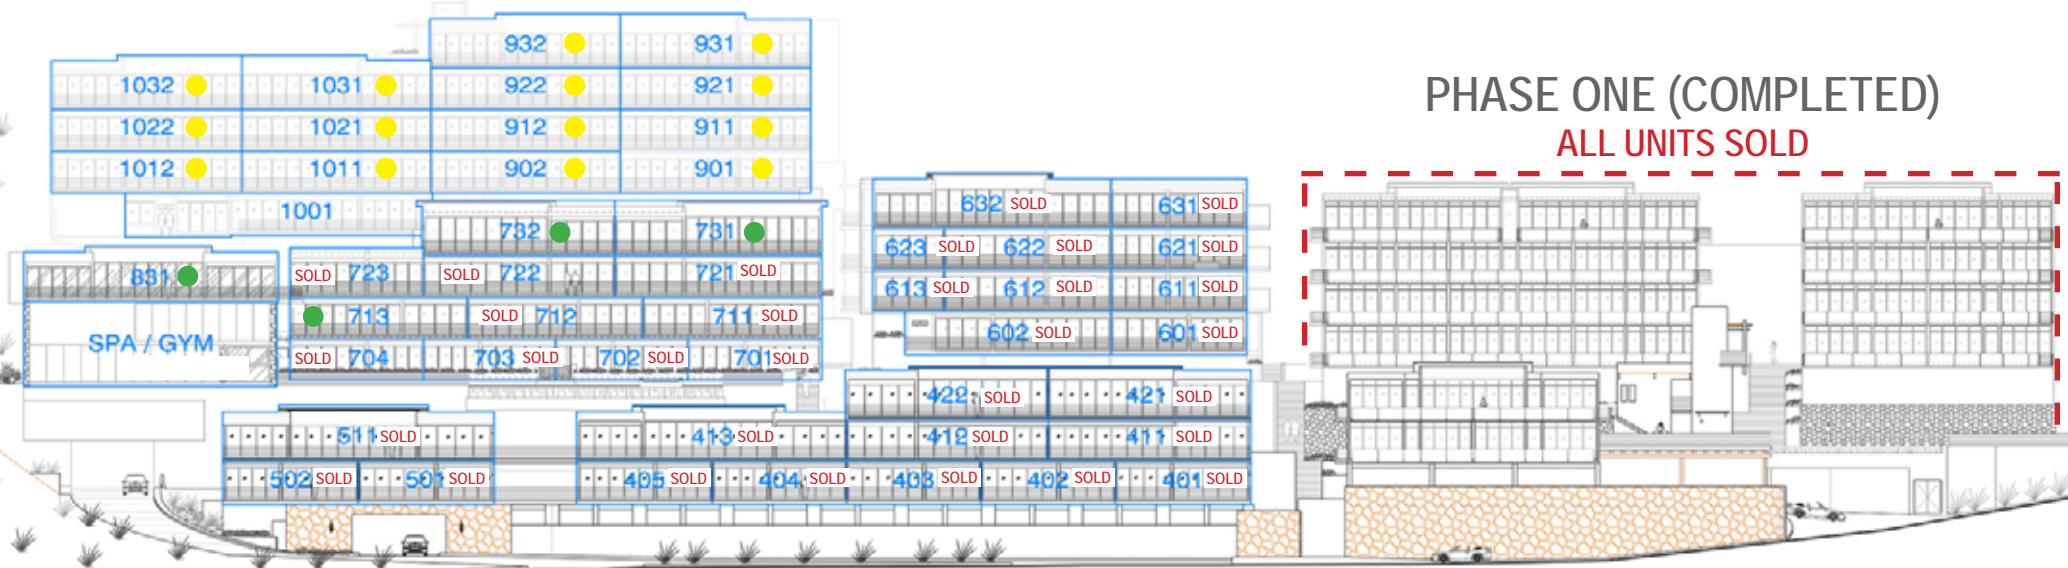 932 931
1032 1031 922 921
PHASE ONE (COMPLETED)
1022 1021 912 911
ALL UNITS SOLD
1012 1011 902 901
1001
632 SOLD 631 SOLD
732 731
623 SOLD 622 SOLD 621 SOLD
831 SOLD 723 SOLD 722 721 SOLD
613 SOLD 612 SOLD 611 SOLD
713 SOLD 712 711 SOLD
602 SOLD 601 SOLD
SPA / GYM
SOLD 704 703 SOLD 702 SOLD 701 SOLD
422 SOLD 421 SOLD
511 SOLD 413 SOLD 412 SOLD 411 SOLD
502 SOLD 501 SOLD 405 SOLD 404 SOLD 403 SOLD 402 SOLD 401 SOLD